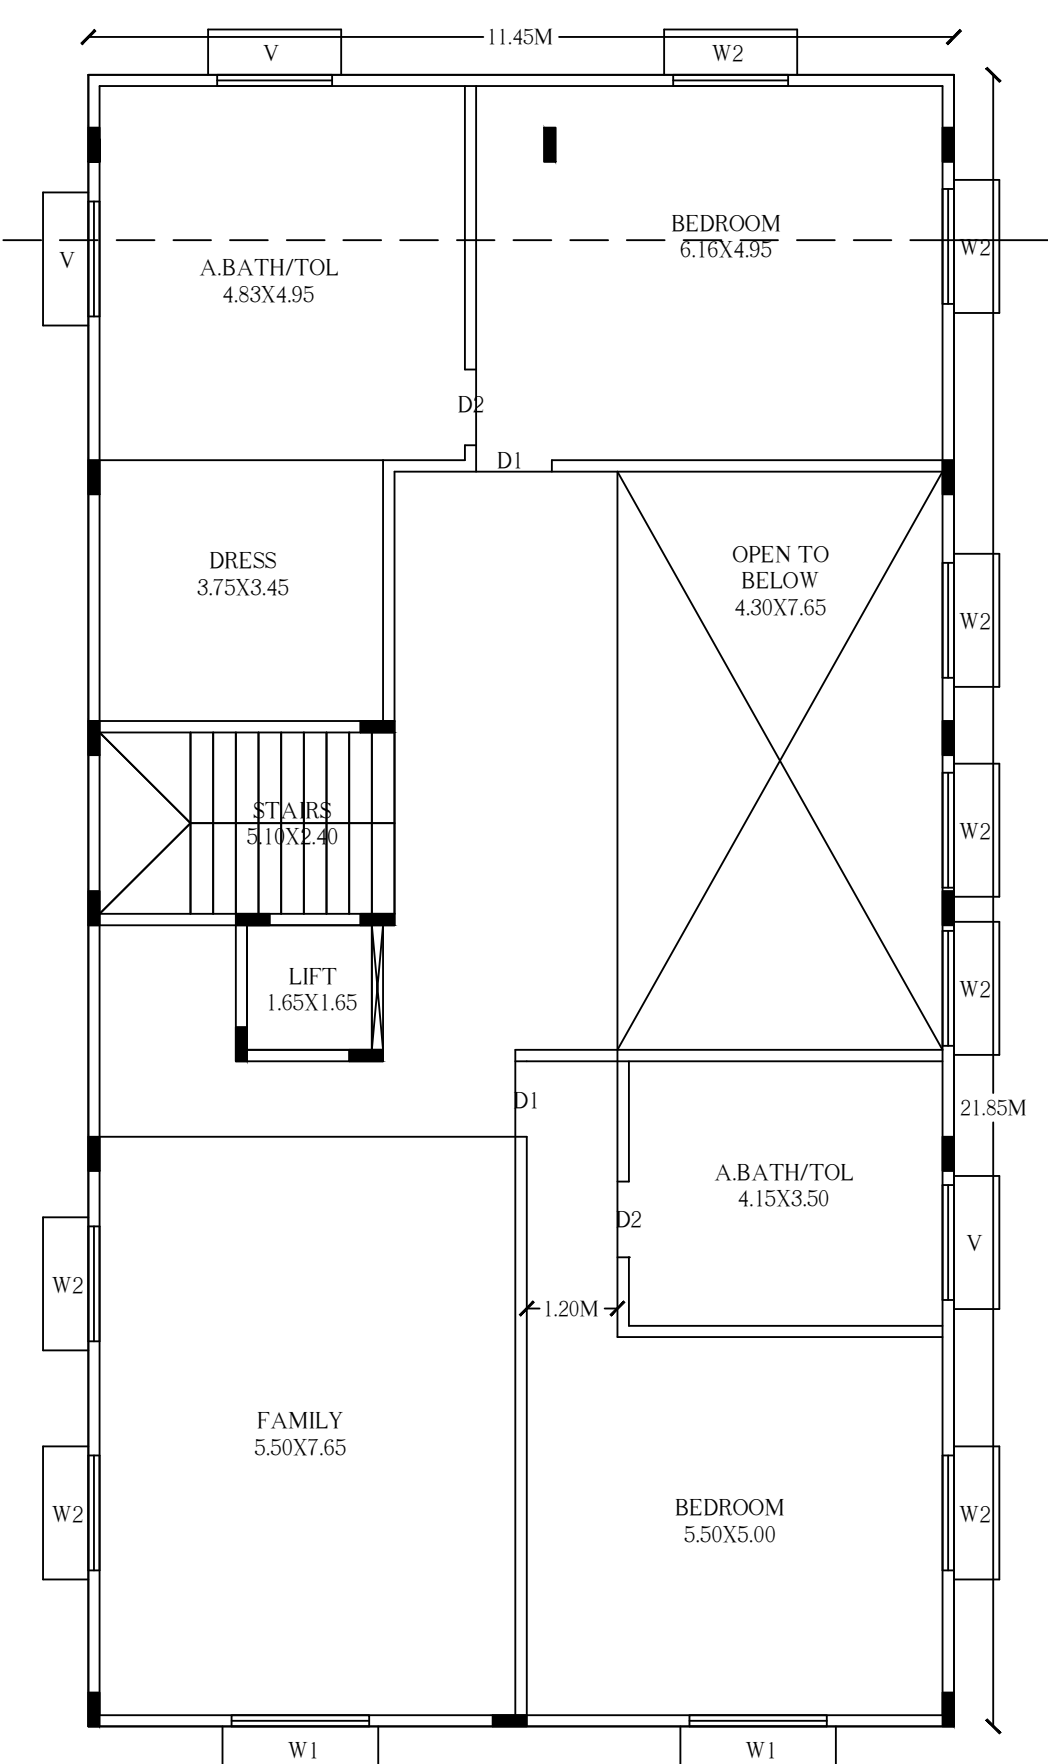 11.45M
V
W2
BEDROOM
6.16X4.95
W2
V
A.BATH/TOL
4.83X4.95
D2
D1
DRESS
3.75X3.45
OPEN TO
BELOW
4.30X7.65
W2
STAIRS
5.10X2.40
W2
LIFT
1.65X1.65
W2
D1
21.85M
A.BATH/TOL
4.15X3.50
D2
V
W2
1.20M
FAMILY
5.50X7.65
W2
BEDROOM
5.50X5.00
W2
W1
W1